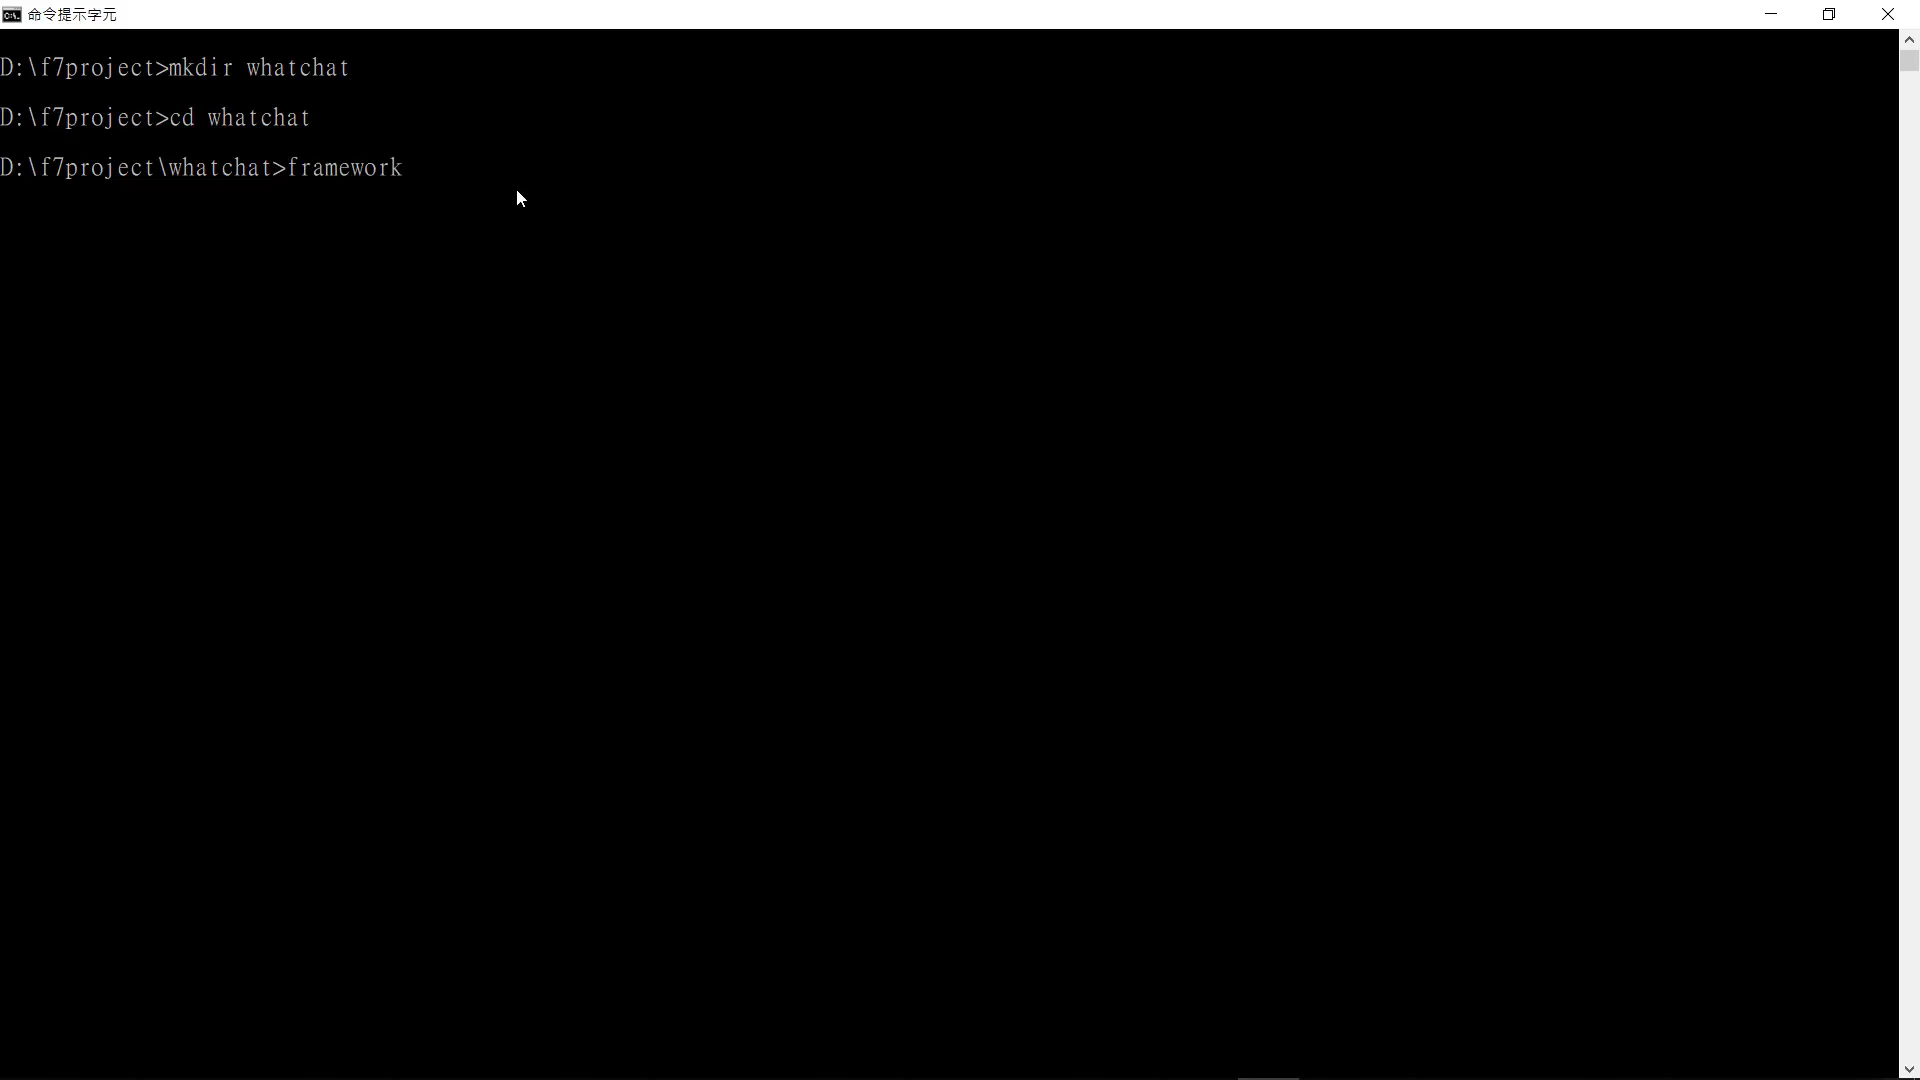 命令提示字元
D:\f7project>mkdir whatchat
D:\f7project>cd whatchat
D:\f7project\whatchat>framework